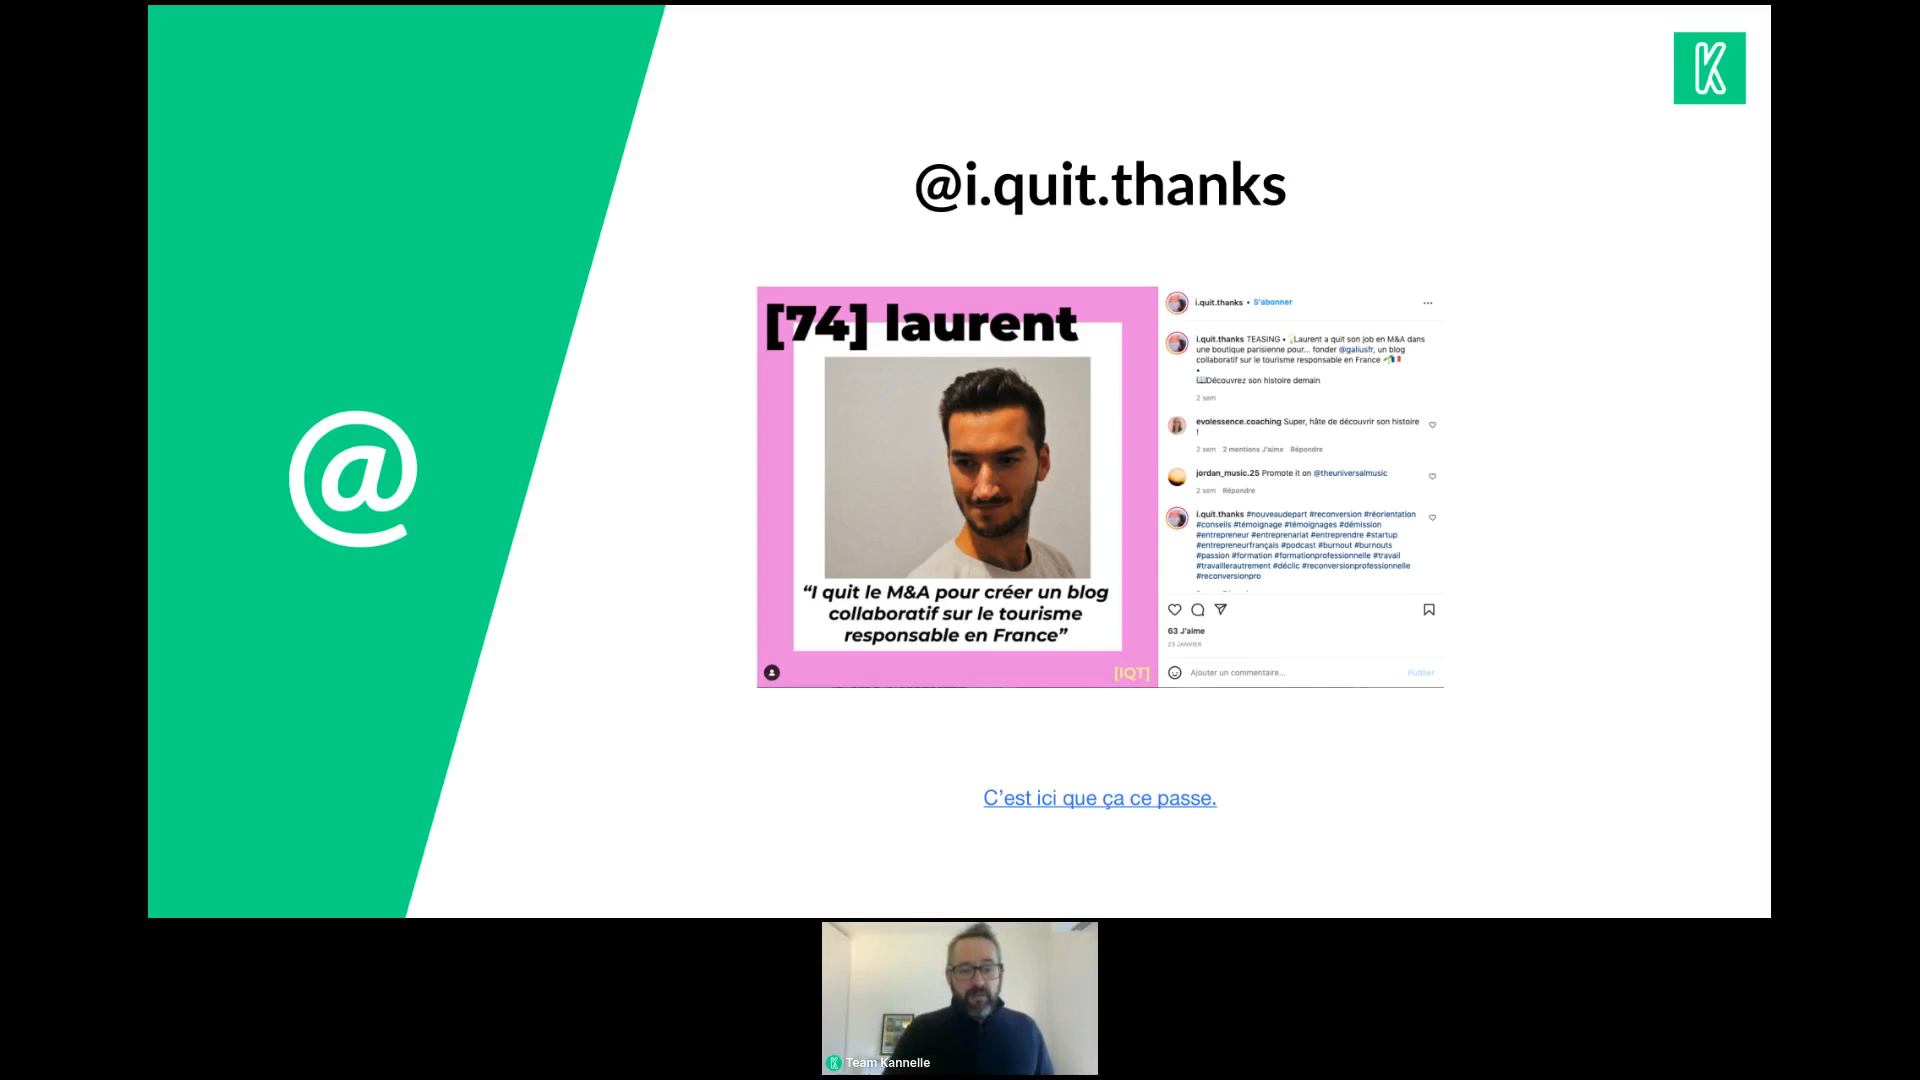 @i.quit.thanks
@
[74] laurent
“I quit le M&A pour créer un blog
collaboratif sur le tourisme
responsable en France”
[IQT]
i.quit.thanks • S'abonner
i.quit.thanks TEASING • Laurent a quit son job en M&A dans
une boutique parisienne pour... fonder @galiusfr, un blog
collaboratif sur le tourisme responsable en France
•
Découvrez son histoire demain
2 sem
evolessence.coaching Super, hâte de découvrir son histoire
!
2 sem 2 mentions J'aime Répondre
jordan_music.25 Promote it on @theuniversalmusic
2 sem Répondre
i.quit.thanks #nouveaudepart #reconversion #réorientation
#conseils #témoignage #témoignages #démission
#entrepreneur #entreprenariat #entreprendre #startup
#entrepreneurfrançais #podcast #burnout #burnouts
#passion #formation #formationprofessionnelle #travail
#travaillerautrement #déclic #reconversionprofessionnelle
#reconversionpro
63 J'aime
23 JANVIER
Ajouter un commentaire... Publier
C’est ici que ça ce passe.
K
Team Kannelle